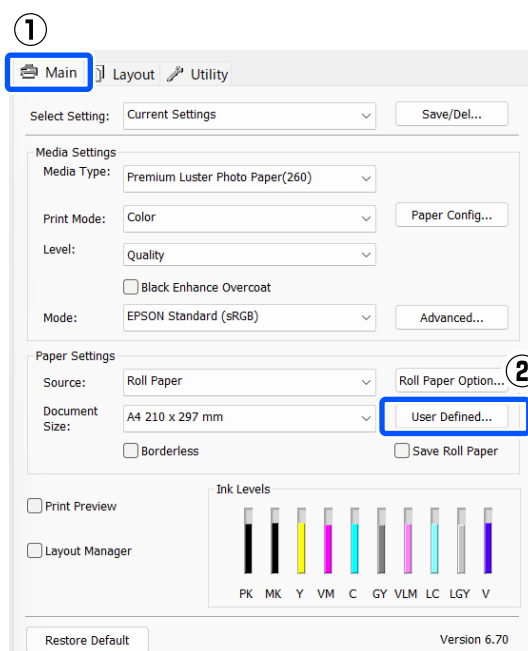 ①
Main Layout Utility
Select Setting: Current Settings Save/Del...
Media Settings
Media Type: Premium Luster Photo Paper(260)
Print Mode: Color Paper Config...
Level: Quality
Black Enhance Overcoat
Mode: EPSON Standard (sRGB) Advanced...
Paper Settings
Source: Roll Paper Roll Paper Option...
②
Document
Size: A4 210 x 297 mm User Defined...
Borderless Save Roll Paper
Ink Levels
Print Preview
Layout Manager
PK MK Y VM C GY VLM LC LGY V
Restore Default Version 6.70